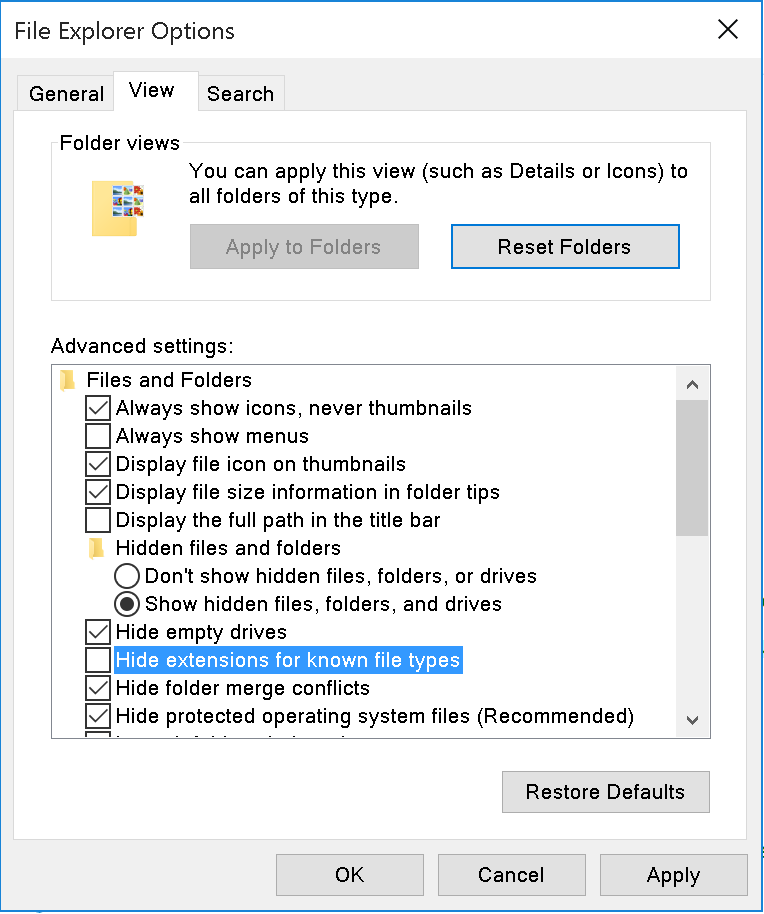 File Explorer Options
General
View
Search
Folder views
You can apply this view (such as Details or Icons) to
all folders of this type.
Apply to Folders
Reset Folders
Advanced settings:
Files and Folders
Always show icons, never thumbnails
Always show menus
Display file icon on thumbnails
Display file size information in folder tips
Display the full path in the title bar
Hidden files and folders
Don't show hidden files, folders, or drives
Show hidden files, folders, and drives
Hide empty drives
Hide extensions for known file types
Hide folder merge conflicts
Hide protected operating system files (Recommended)
Restore Defaults
OK
Cancel
Apply